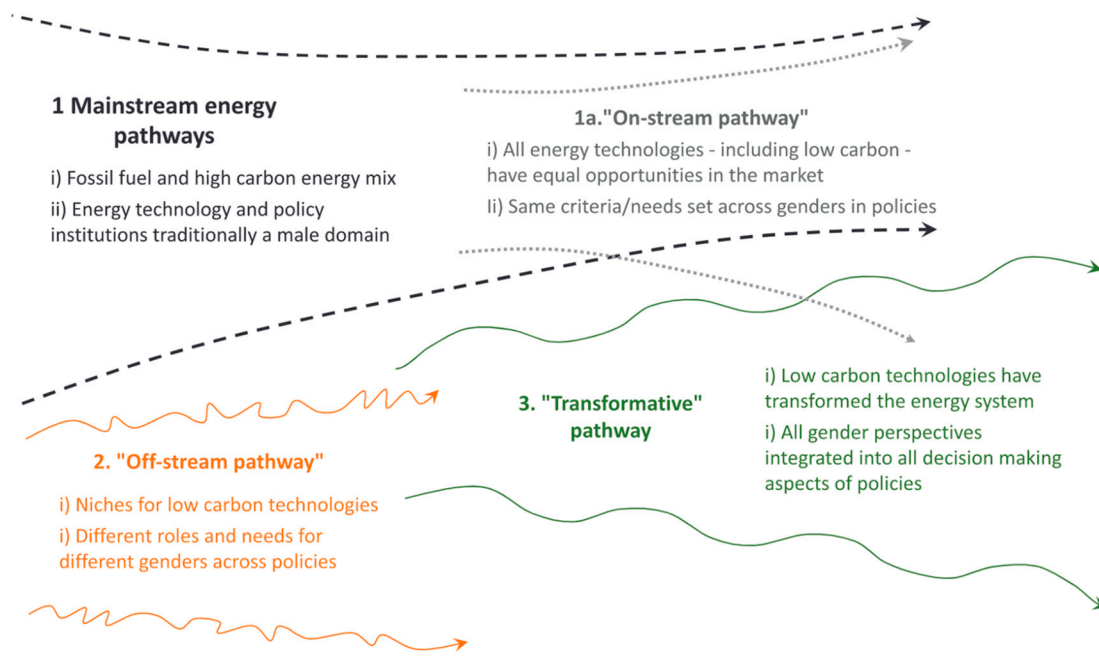 1 Mainstream energy
pathways
i) Fossil fuel and high carbon energy mix
ii) Energy technology and policy
institutions traditionally a male domain
1a."On-stream pathway"
i) All energy technologies - including low carbon -
have equal opportunities in the market
Ii) Same criteria/needs set across genders in policies
2. "Off-stream pathway"
i) Niches for low carbon technologies
i) Different roles and needs for
different genders across policies
3. "Transformative"
pathway
i) Low carbon technologies have
transformed the energy system
i) All gender perspectives
integrated into all decision making
aspects of policies